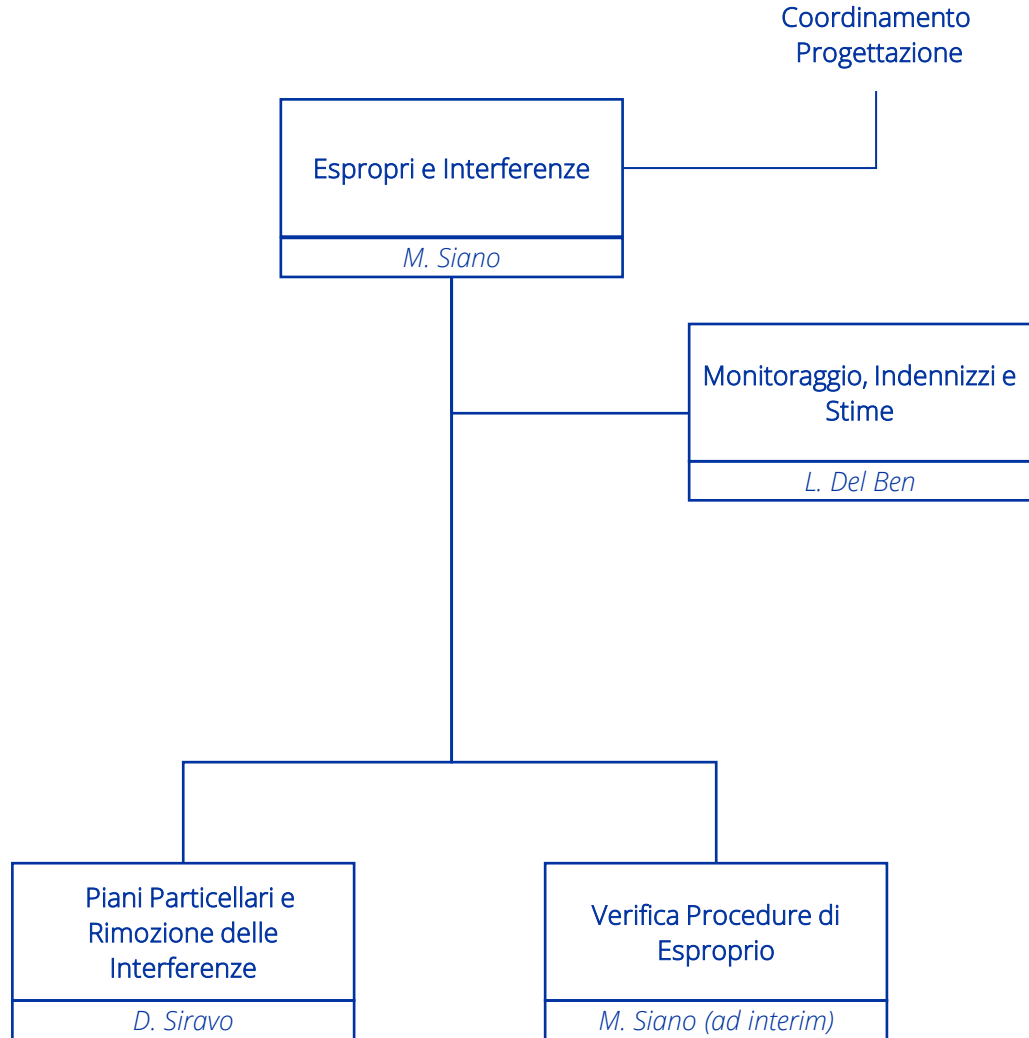 Coordinamento
Progettazione
Espropri e Interferenze
M. Siano
Monitoraggio, Indennizzi e
Stime
L. Del Ben
Piani Particellari e
Rimozione delle
Interferenze
D. Siravo
Verifica Procedure di
Esproprio
M. Siano (ad interim)